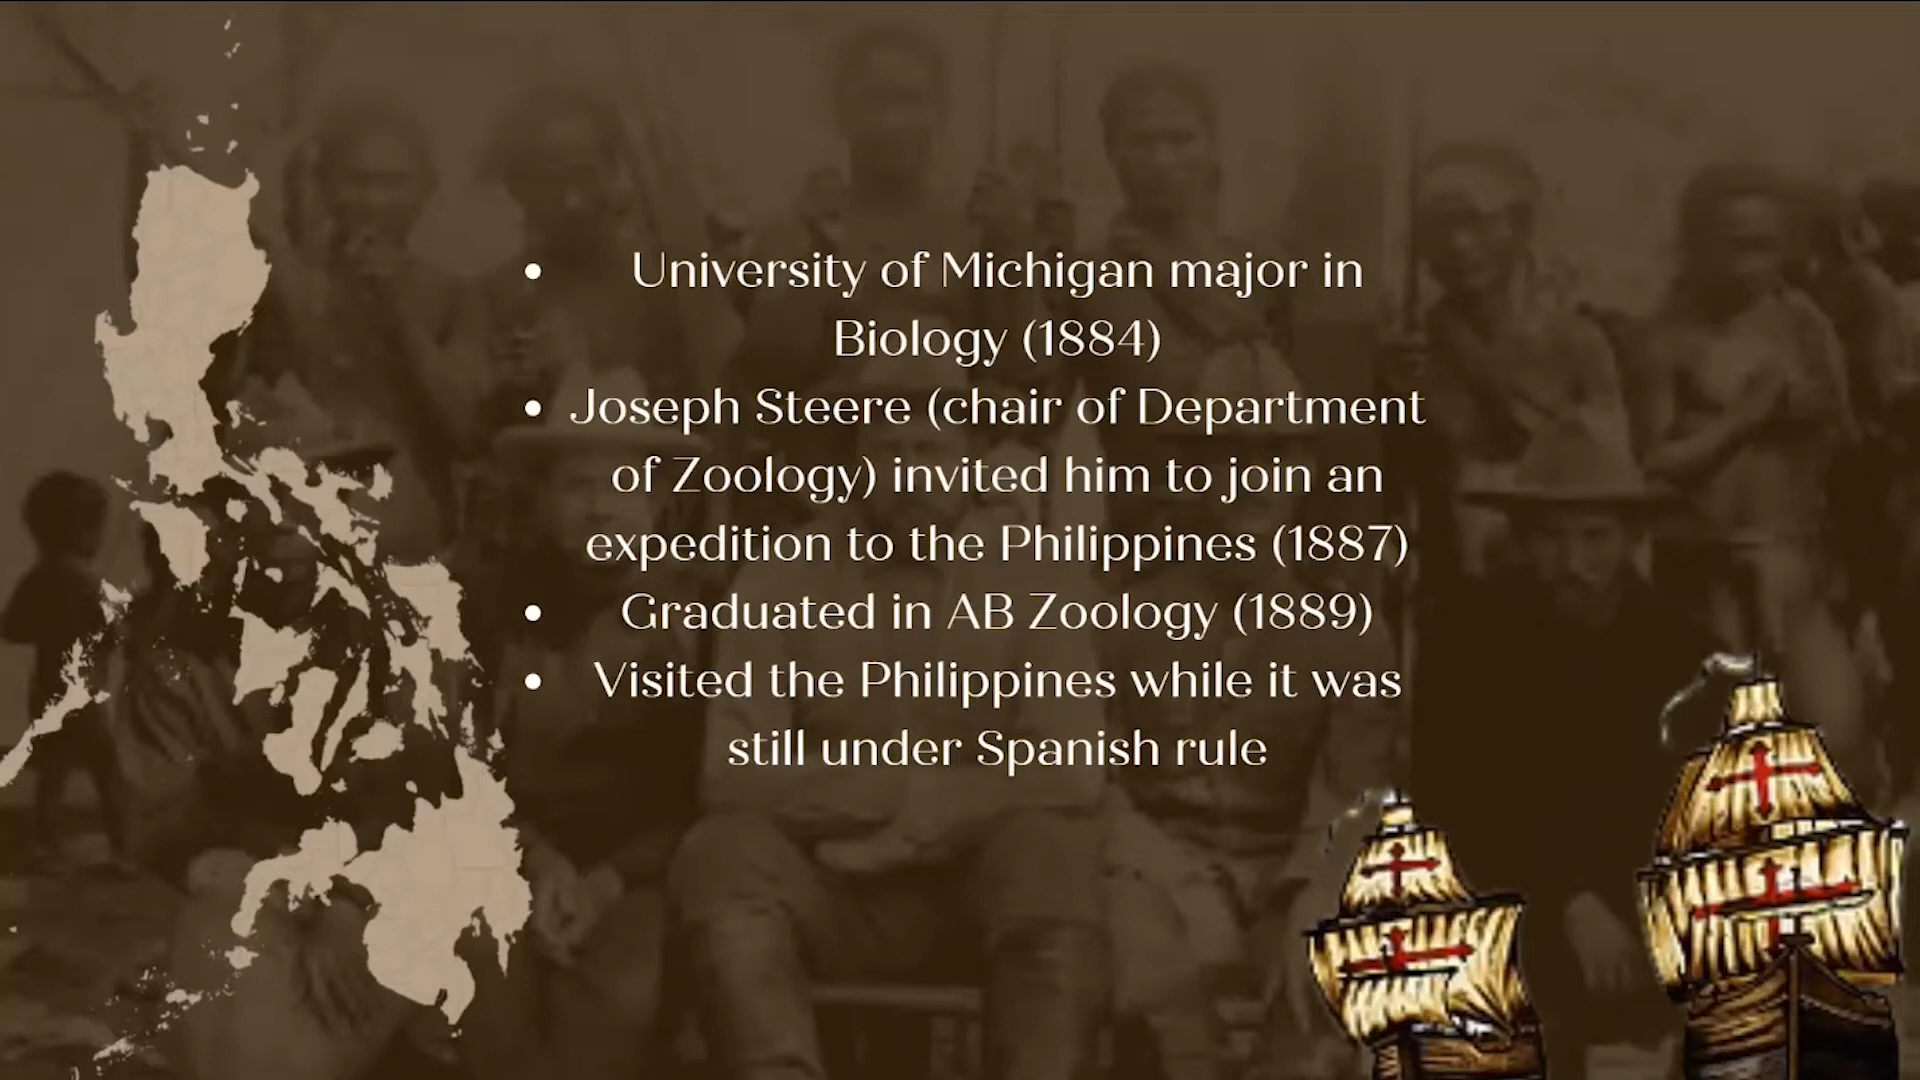 • University of Michigan major in
Biology (1884)
• Joseph Steere (chair of Department
of Zoology) invited him to join an
expedition to the Philippines (1887)
• Graduated in AB Zoology (1889)
• Visited the Philippines while it was
still under Spanish rule